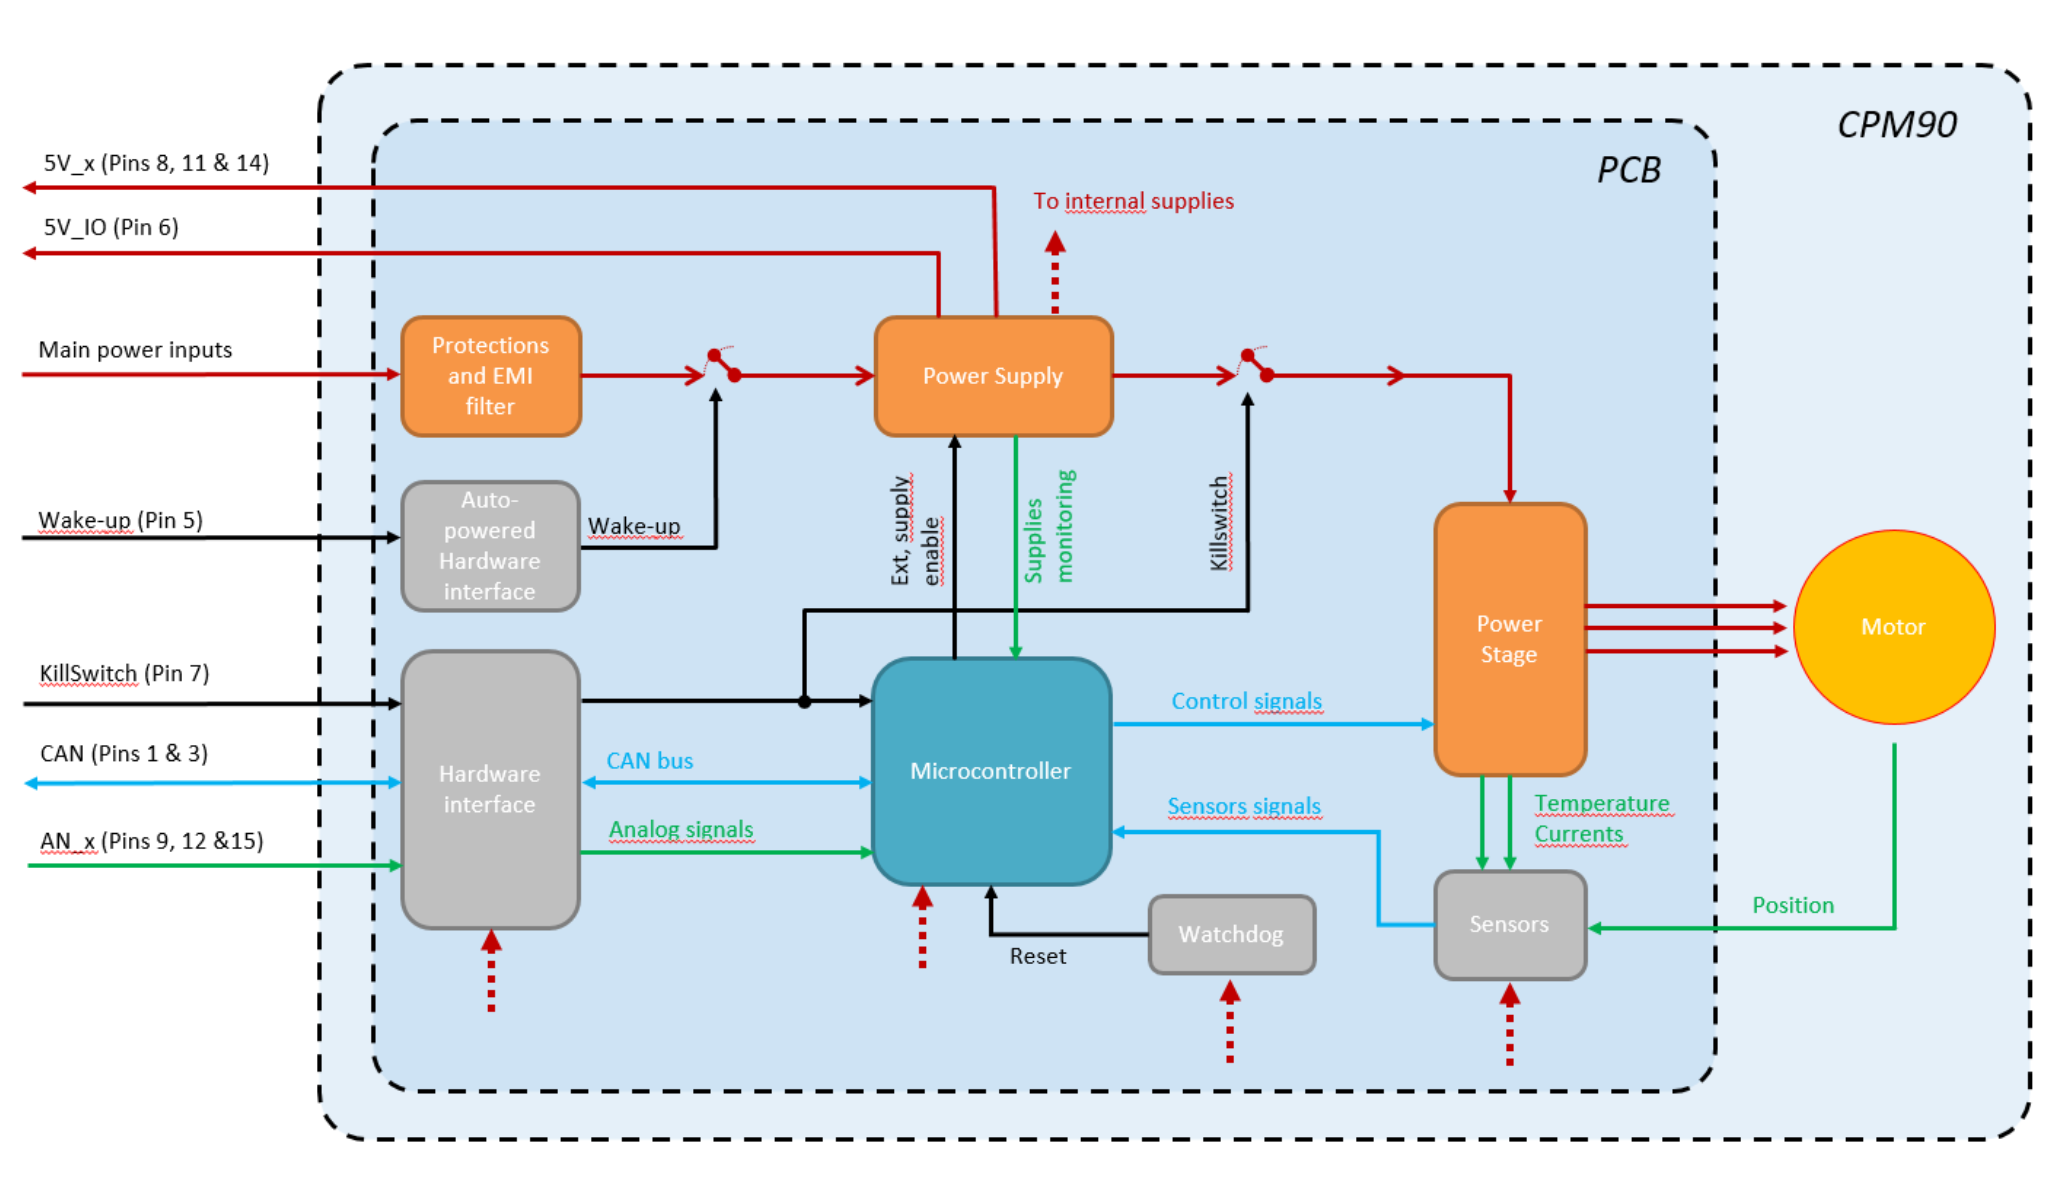 CPM90
PCB
5V_x (Pins 8, 11 & 14)
To internal supplies
5V_IO (Pin 6)
Main power inputs
Protections
and EMI
filter
Power Supply
Wake-up (Pin 5)
Auto-
powered
Hardware
interface
Wake-up
Ext, supply
enable
Supplies
monitoring
Killswitch
Power
Stage
Motor
KillSwitch (Pin 7)
Control signals
CAN (Pins 1 & 3)
Hardware
interface
CAN bus
Microcontroller
Sensors signals
Temperature
Currents
AN_x (Pins 9, 12 &15)
Analog signals
Position
Sensors
Watchdog
Reset